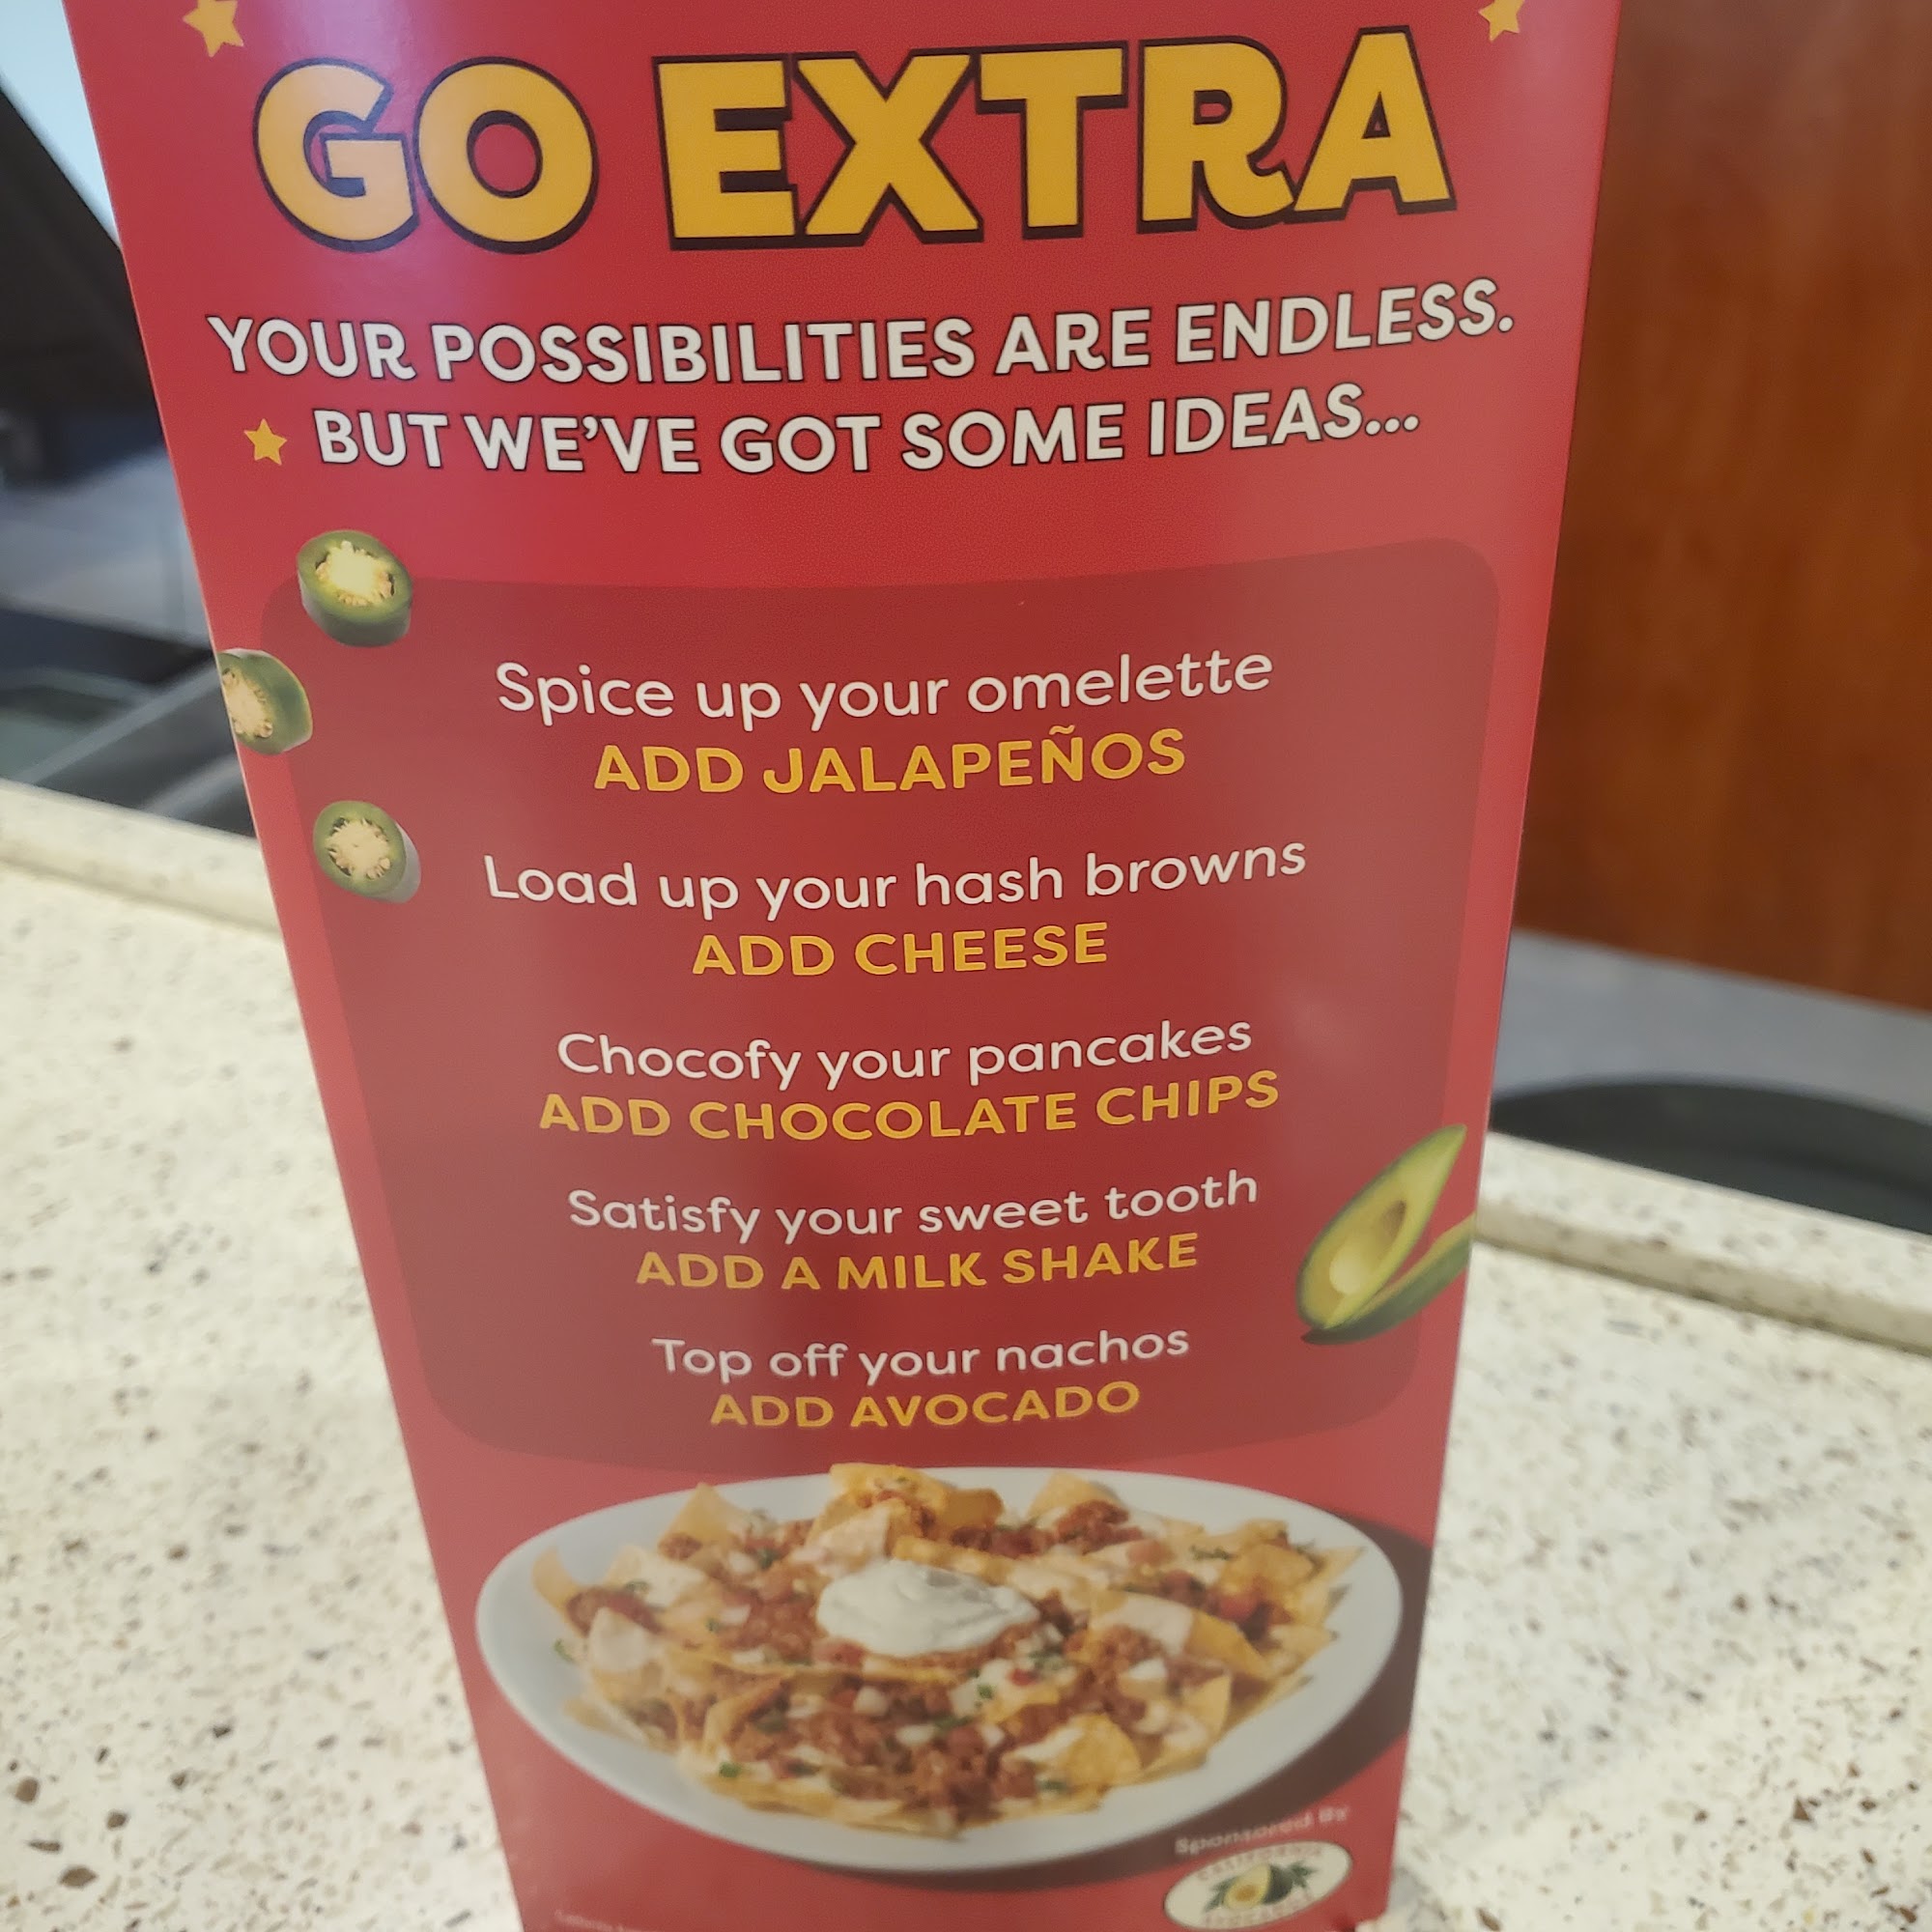 GO EXTRA
YOUR POSSIBILITIES ARE ENDLESS.
BUT WE'VE GOT SOME IDEAS...
Spice up your omelette
ADD JALAPEÑOS
Load up your hash browns
ADD CHEESE
Chocofy your pancakes
ADD CHOCOLATE CHIPS
Satisfy your sweet tooth
ADD A MILK SHAKE
Top off your nachos
ADD AVOCADO
Sponsored By